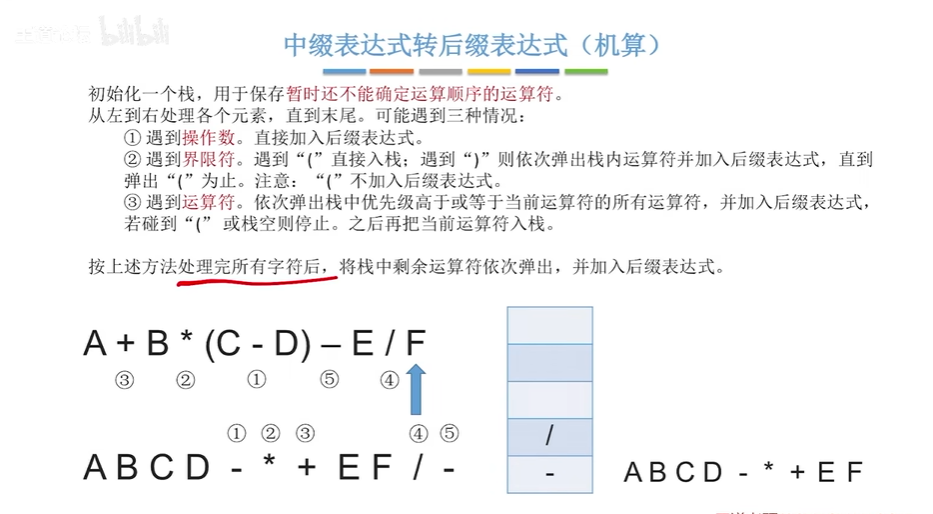 中缀表达式转后缀表达式（机算）
初始化一个栈，用于保存暂时还不能确定运算顺序的运算符。
从左到右处理各个元素，直到末尾。可能遇到三种情况：
① 遇到操作数。直接加入后缀表达式。
② 遇到界限符。遇到“(”直接入栈；遇到“)”则依次弹出栈内运算符并加入后缀表达式，直到
弹出“(”为止。注意：“(”不加入后缀表达式。
③ 遇到运算符。依次弹出栈中优先级高于或等于当前运算符的所有运算符，并加入后缀表达式，
若碰到“(” 或栈空则停止。之后再把当前运算符入栈。
按上述方法处理完所有字符后，将栈中剩余运算符依次弹出，并加入后缀表达式。
A + B * (C - D) – E / F
③ ② ① ⑤ ④
① ② ③ ④ ⑤
A B C D - * + E F / -
/
-
A B C D - * + E F
bilibili